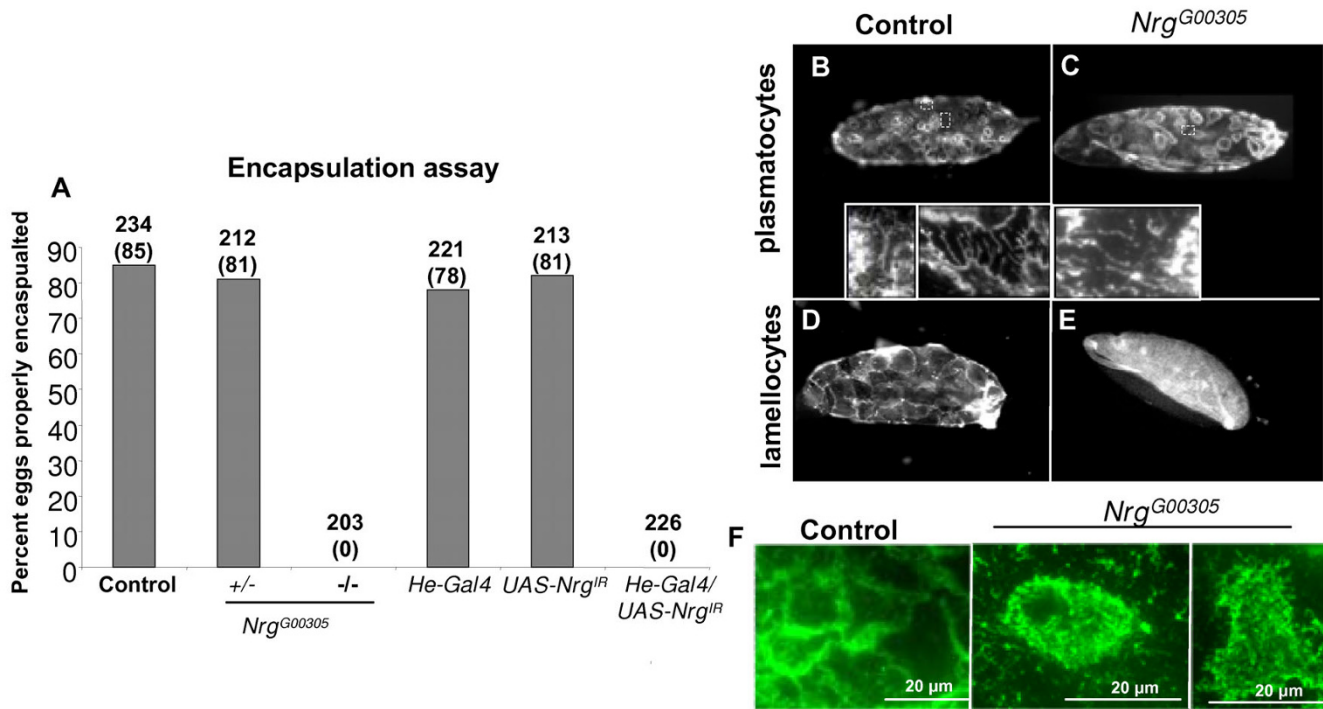 A
Encapsulation assay
Percent eggs properly encaspualted
90
80
70
60
50
40
30
20
10
0
234
(85)
212
(81)
203
(0)
221
(78)
213
(81)
226
(0)
Control
+/-
-/-
Nrg^G00305
He-Gal4
UAS-Nrg^IR
He-Gal4/
UAS-Nrg^IR
Control
Nrg^G00305
plasmatocytes
B
C
lamellocytes
D
E
F
Control
Nrg^G00305
20 µm
20 µm
20 µm